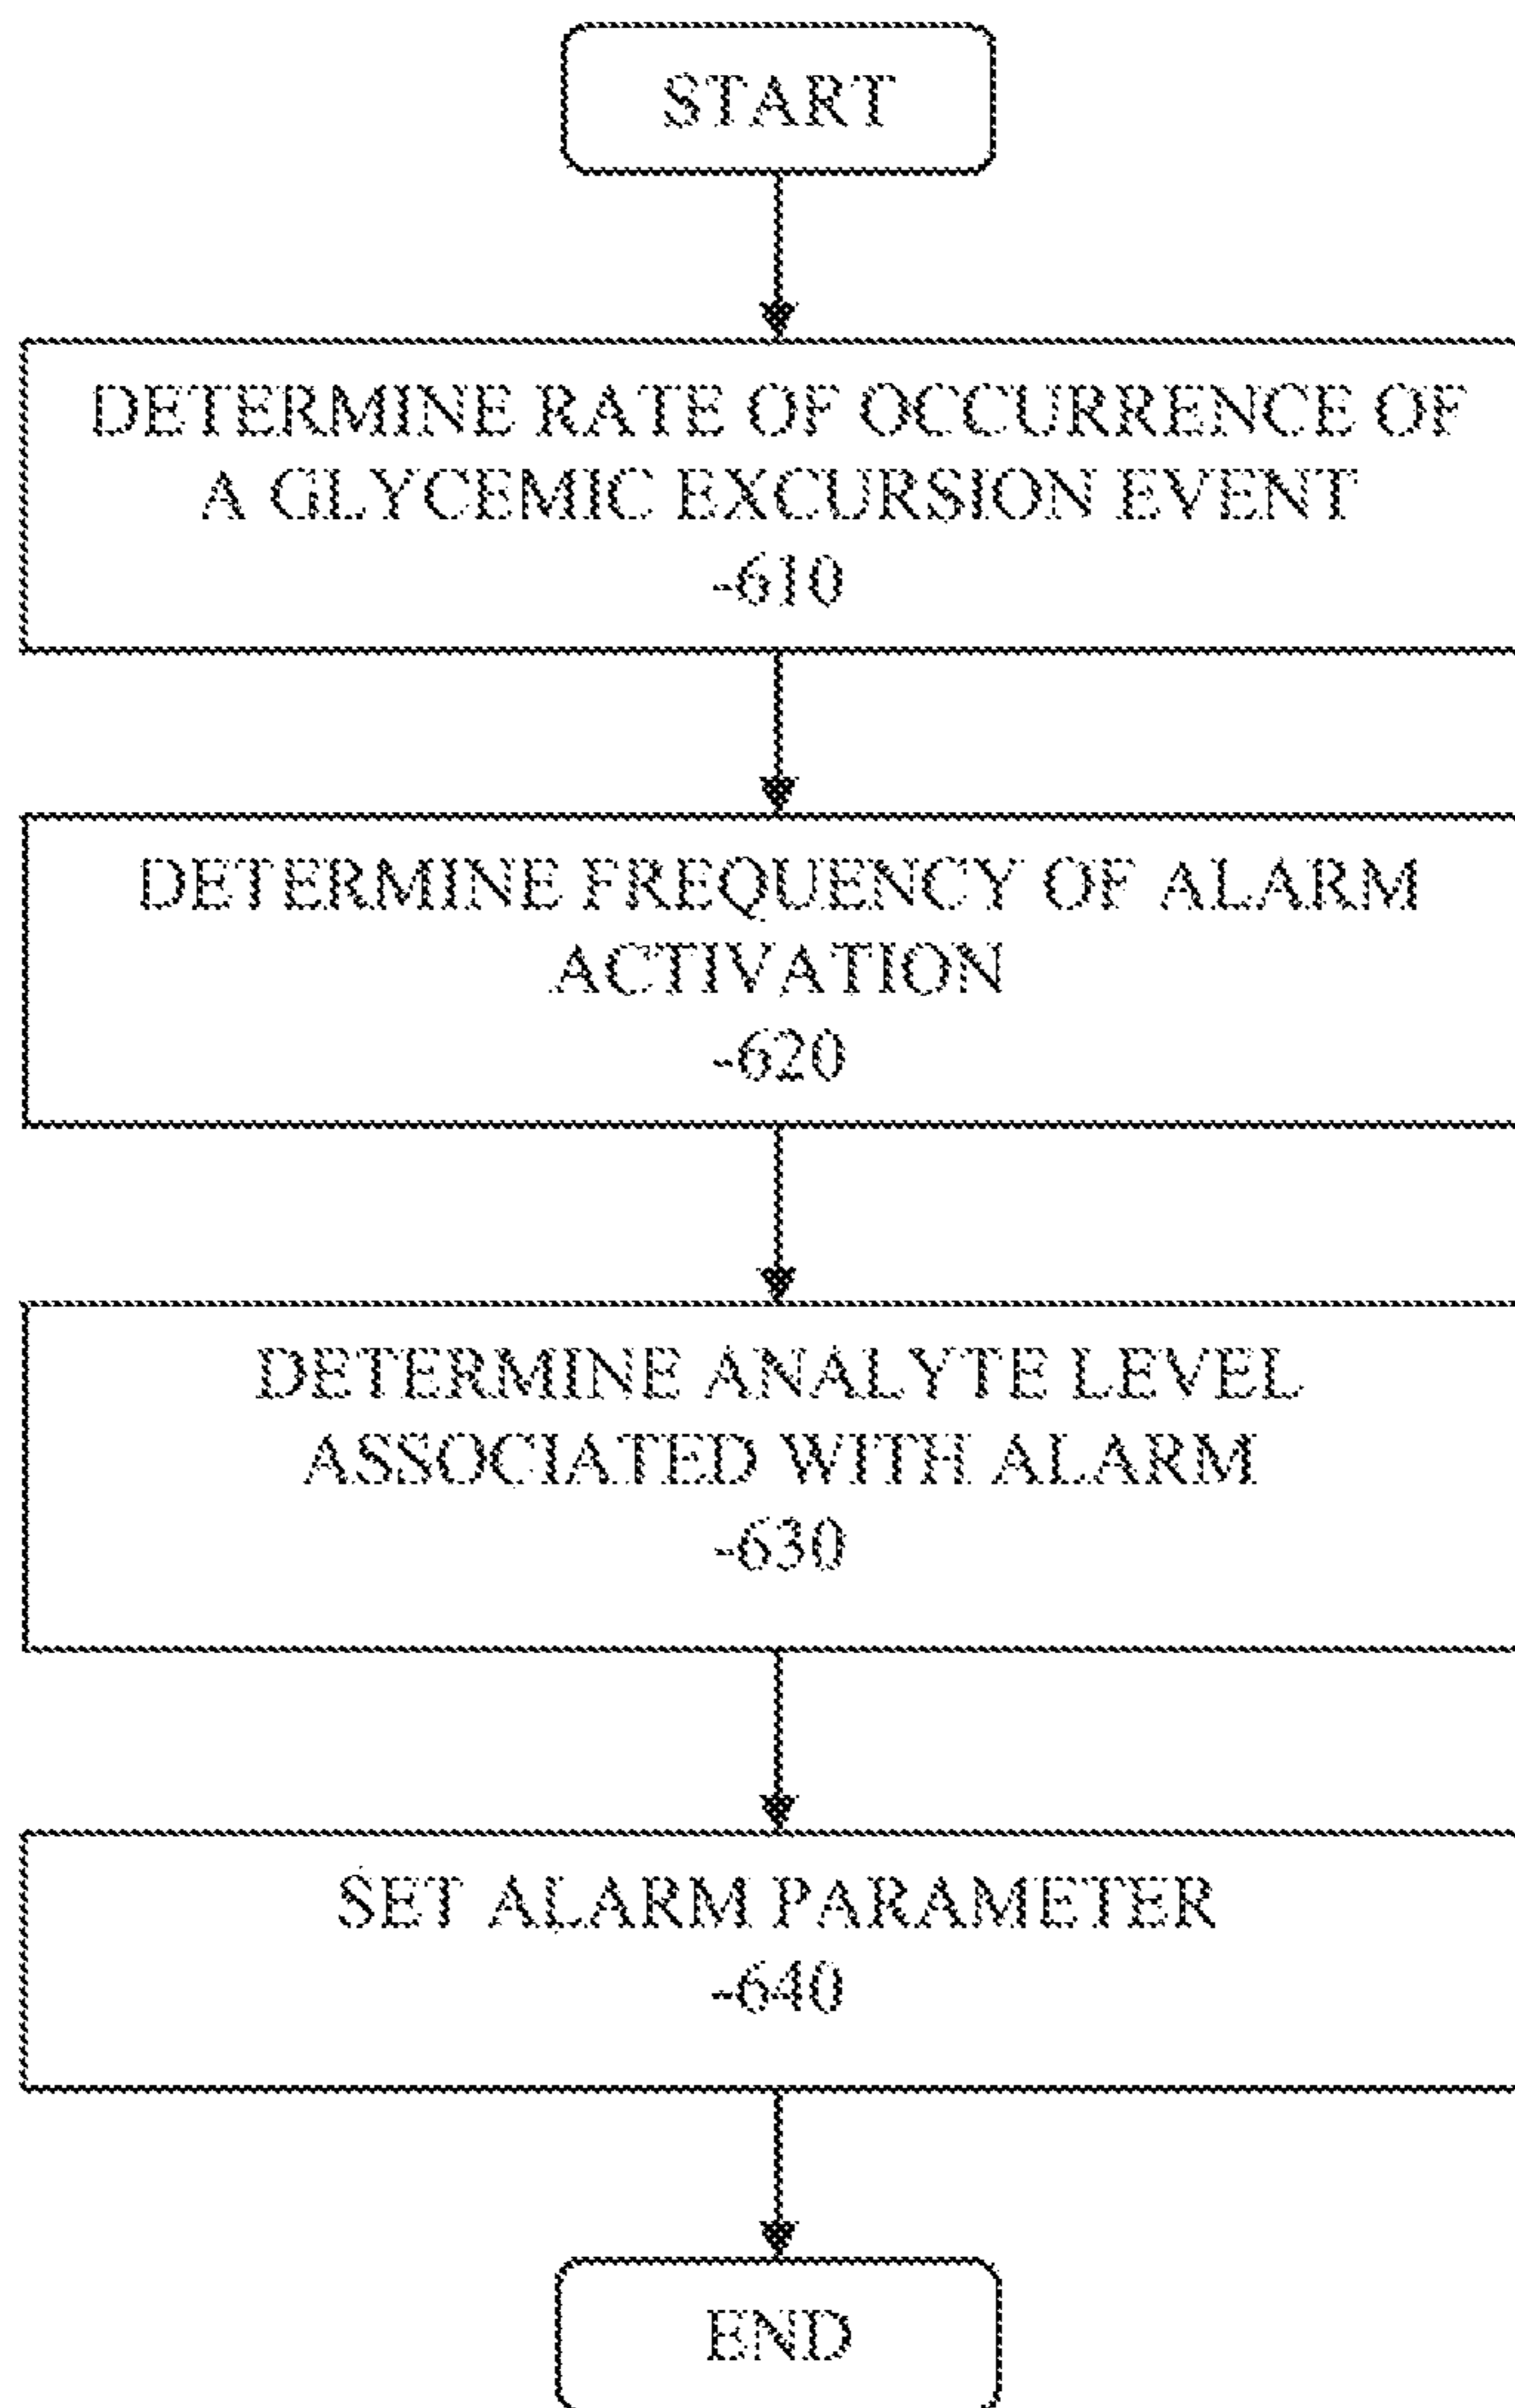 START
DETERMINE RATE OF OCCURRENCE OF
A GLYCEMIC EXCURSION EVENT
-610
DETERMINE FREQUENCY OF ALARM
ACTIVATION
-620
DETERMINE ANALYTE LEVEL
ASSOCIATED WITH ALARM
-630
SET ALARM PARAMETER
-640
END